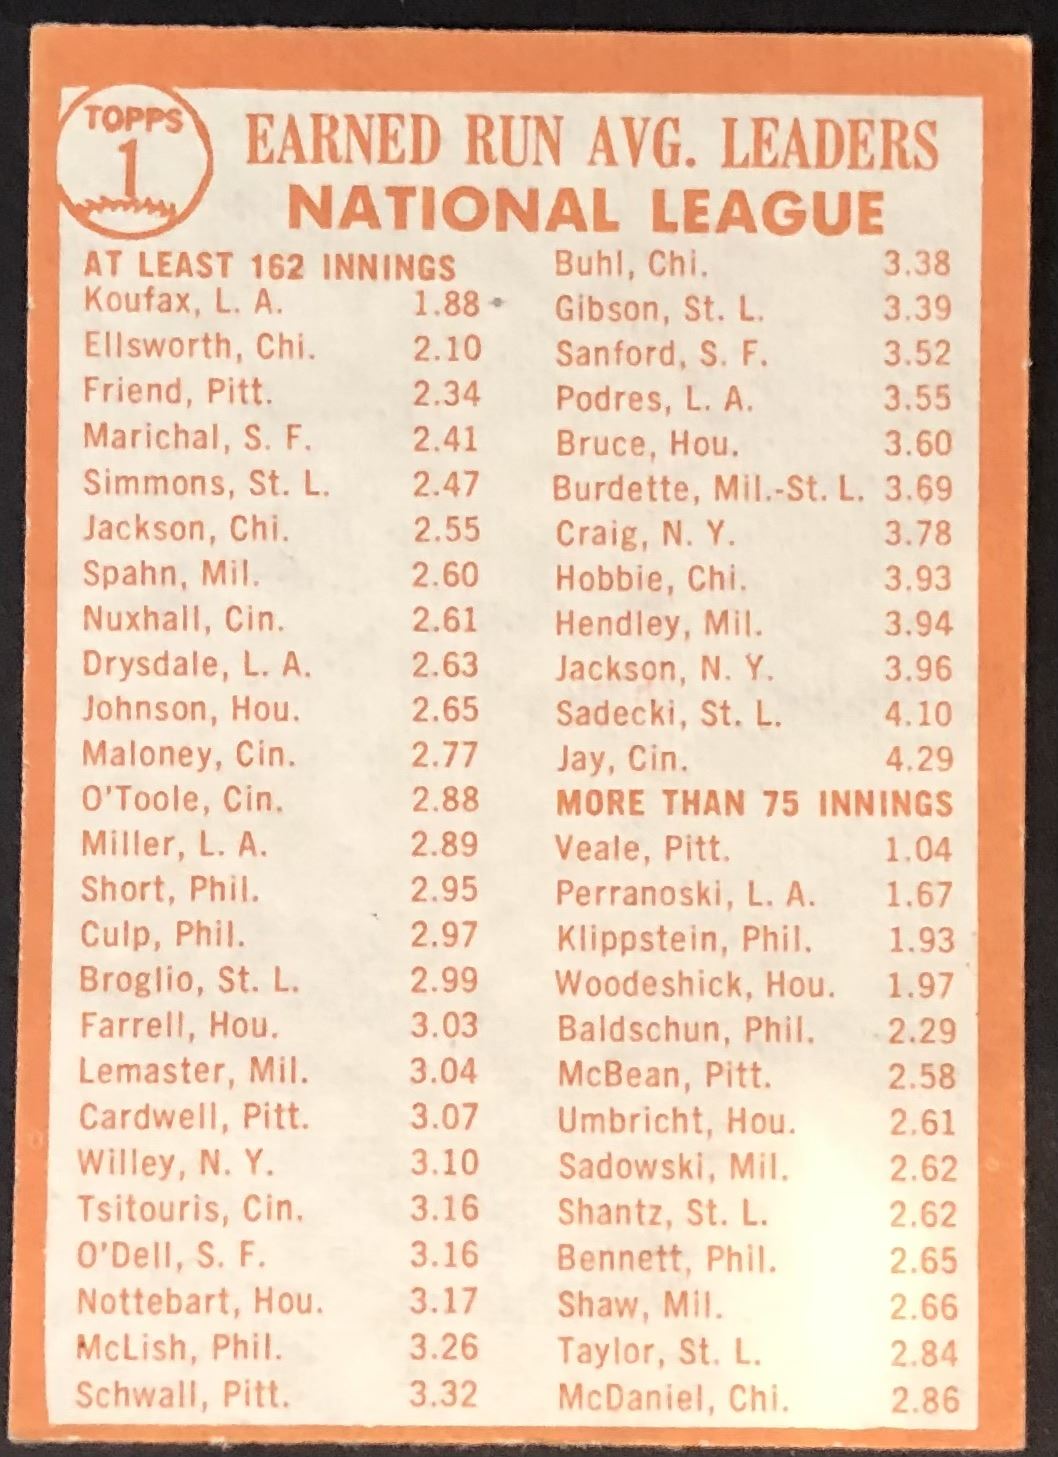 TOPPS
1
EARNED RUN AVG. LEADERS
NATIONAL LEAGUE
AT LEAST 162 INNINGS
Koufax, L. A. 1.88
Ellsworth, Chi. 2.10
Friend, Pitt. 2.34
Marichal, S. F. 2.41
Simmons, St. L. 2.47
Jackson, Chi. 2.55
Spahn, Mil. 2.60
Nuxhall, Cin. 2.61
Drysdale, L. A. 2.63
Johnson, Hou. 2.65
Maloney, Cin. 2.77
O'Toole, Cin. 2.88
Miller, L. A. 2.89
Short, Phil. 2.95
Culp, Phil. 2.97
Broglio, St. L. 2.99
Farrell, Hou. 3.03
Lemaster, Mil. 3.04
Cardwell, Pitt. 3.07
Willey, N. Y. 3.10
Tsitouris, Cin. 3.16
O'Dell, S. F. 3.16
Nottebart, Hou. 3.17
McLish, Phil. 3.26
Schwall, Pitt. 3.32
Buhl, Chi. 3.38
Gibson, St. L. 3.39
Sanford, S. F. 3.52
Podres, L. A. 3.55
Bruce, Hou. 3.60
Burdette, Mil.-St. L. 3.69
Craig, N. Y. 3.78
Hobbie, Chi. 3.93
Hendley, Mil. 3.94
Jackson, N. Y. 3.96
Sadecki, St. L. 4.10
Jay, Cin. 4.29
MORE THAN 75 INNINGS
Veale, Pitt. 1.04
Perranoski, L. A. 1.67
Klippstein, Phil. 1.93
Woodeshick, Hou. 1.97
Baldschun, Phil. 2.29
McBean, Pitt. 2.58
Umbricht, Hou. 2.61
Sadowski, Mil. 2.62
Shantz, St. L. 2.62
Bennett, Phil. 2.65
Shaw, Mil. 2.66
Taylor, St. L. 2.84
McDaniel, Chi. 2.86